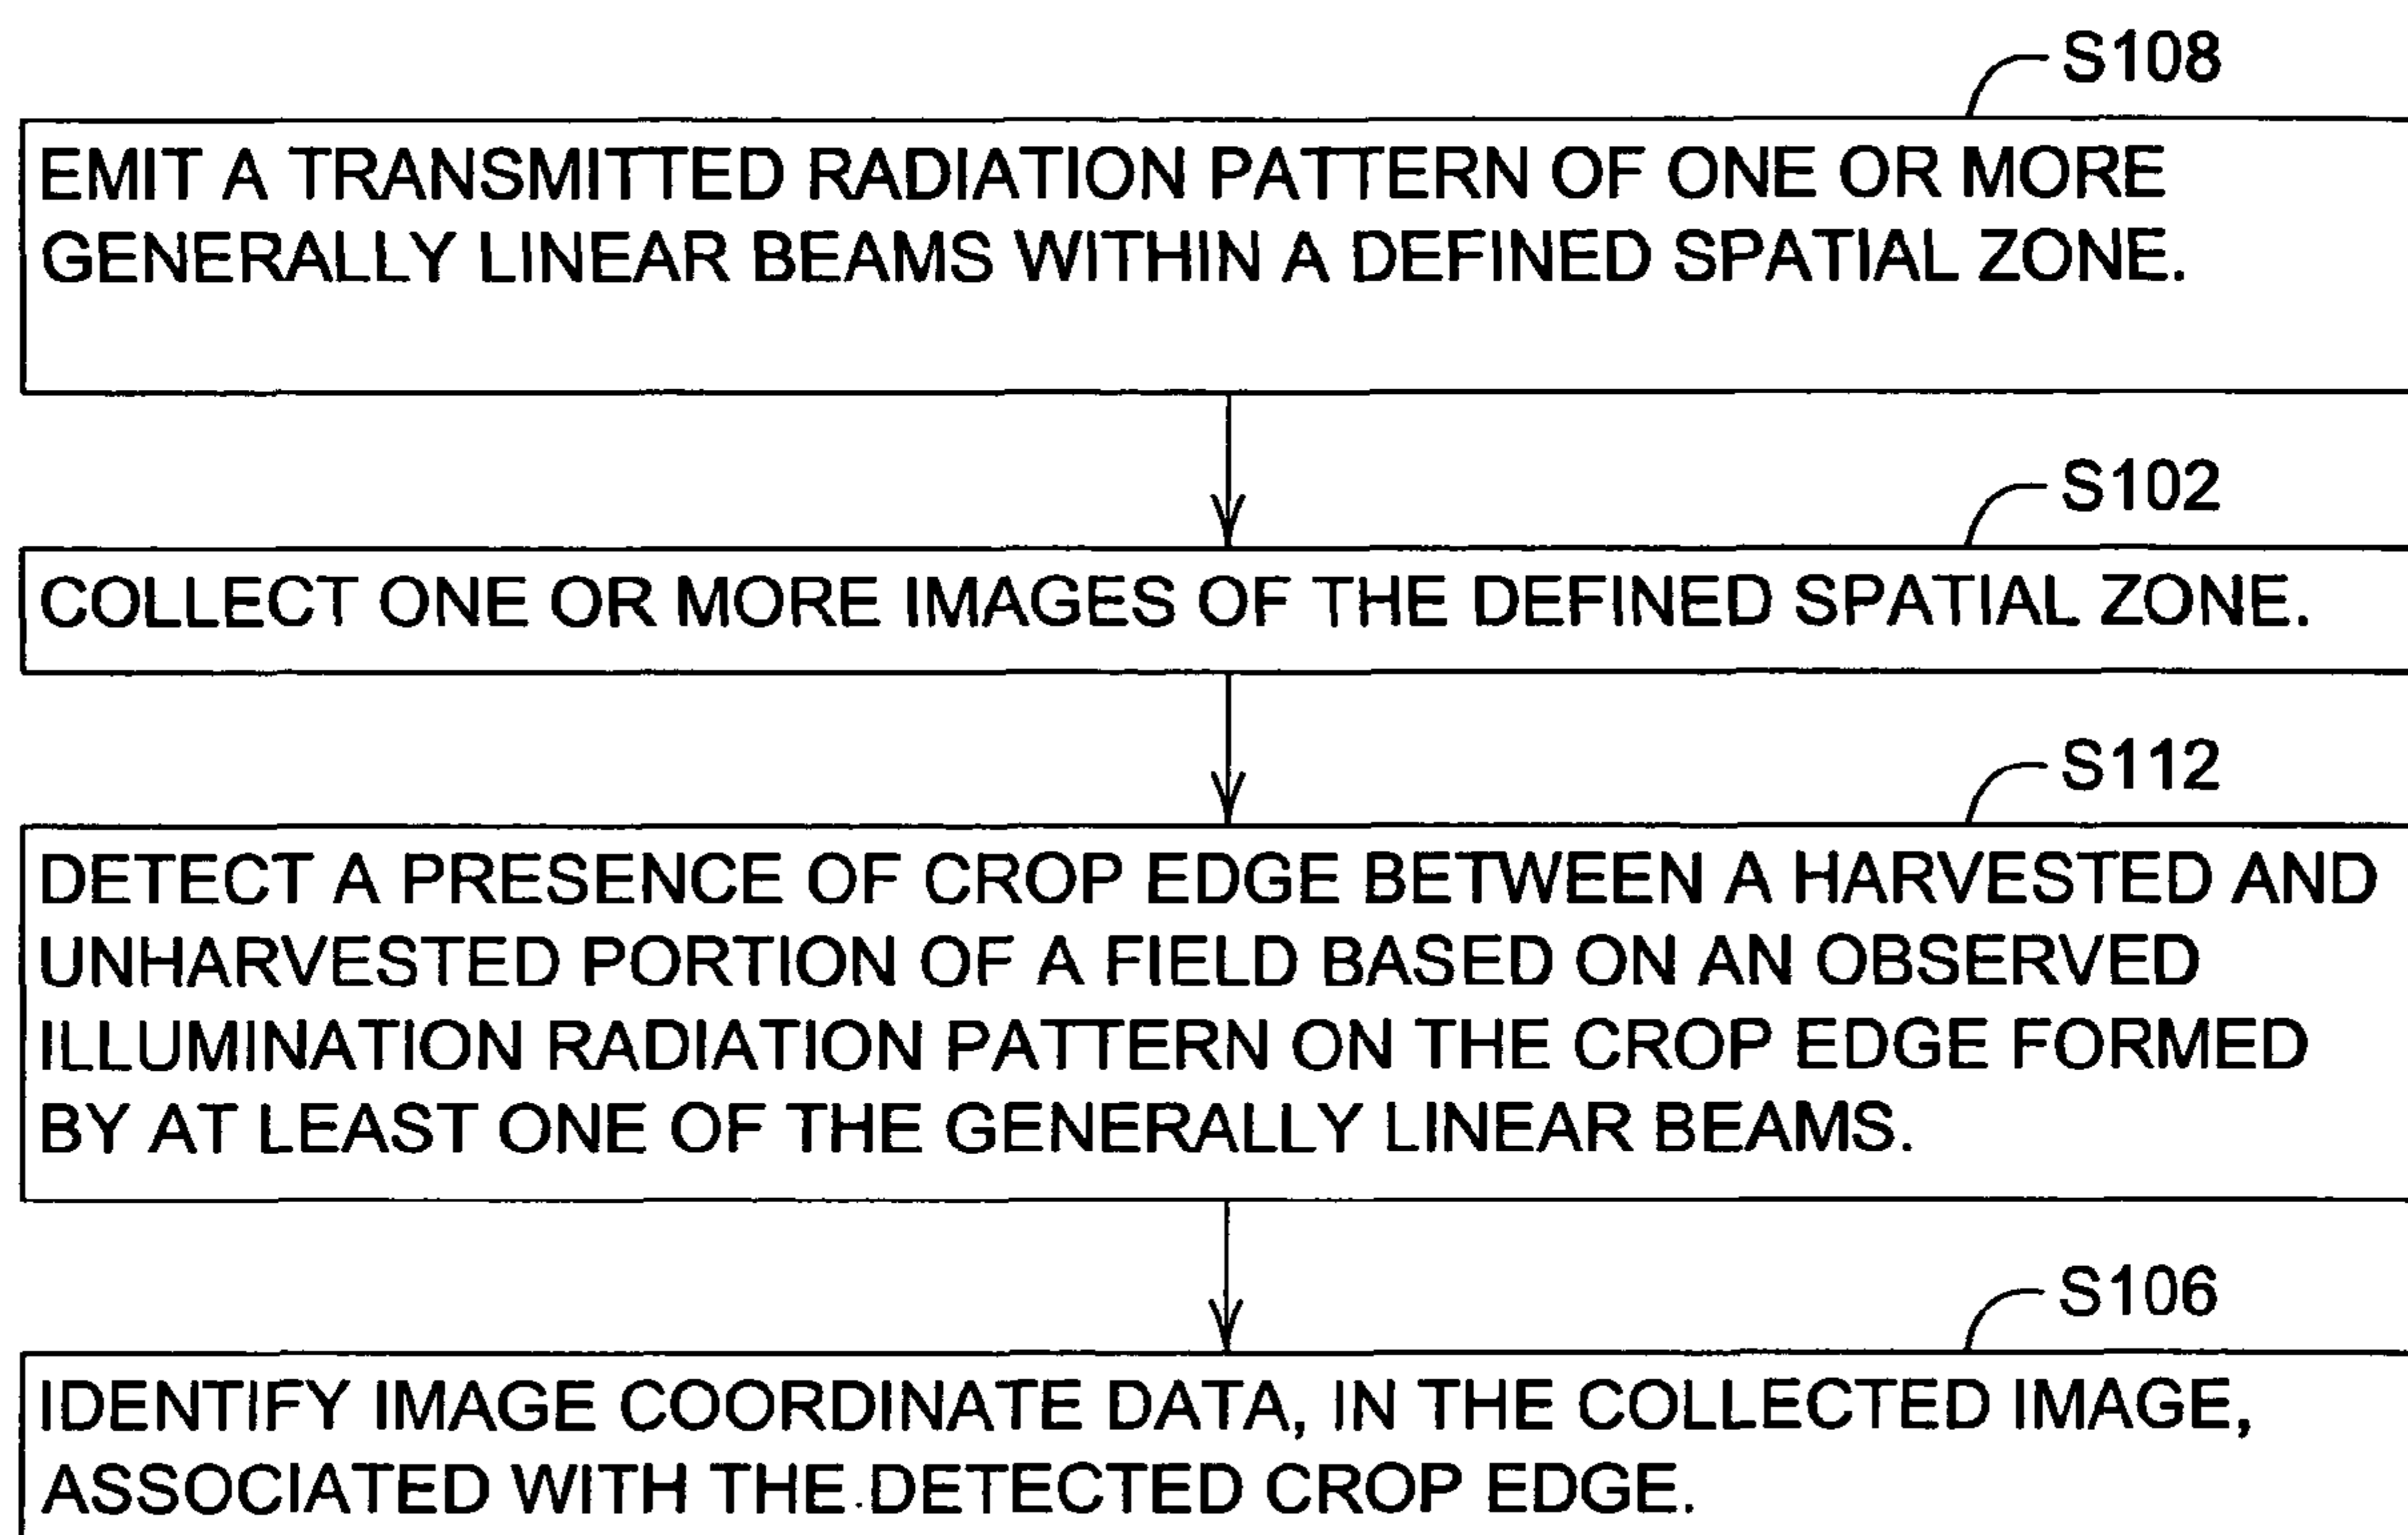 S108
EMIT A TRANSMITTED RADIATION PATTERN OF ONE OR MORE
GENERALLY LINEAR BEAMS WITHIN A DEFINED SPATIAL ZONE.
S102
COLLECT ONE OR MORE IMAGES OF THE DEFINED SPATIAL ZONE.
S112
DETECT A PRESENCE OF CROP EDGE BETWEEN A HARVESTED AND
UNHARVESTED PORTION OF A FIELD BASED ON AN OBSERVED
ILLUMINATION RADIATION PATTERN ON THE CROP EDGE FORMED
BY AT LEAST ONE OF THE GENERALLY LINEAR BEAMS.
S106
IDENTIFY IMAGE COORDINATE DATA, IN THE COLLECTED IMAGE,
ASSOCIATED WITH THE DETECTED CROP EDGE.